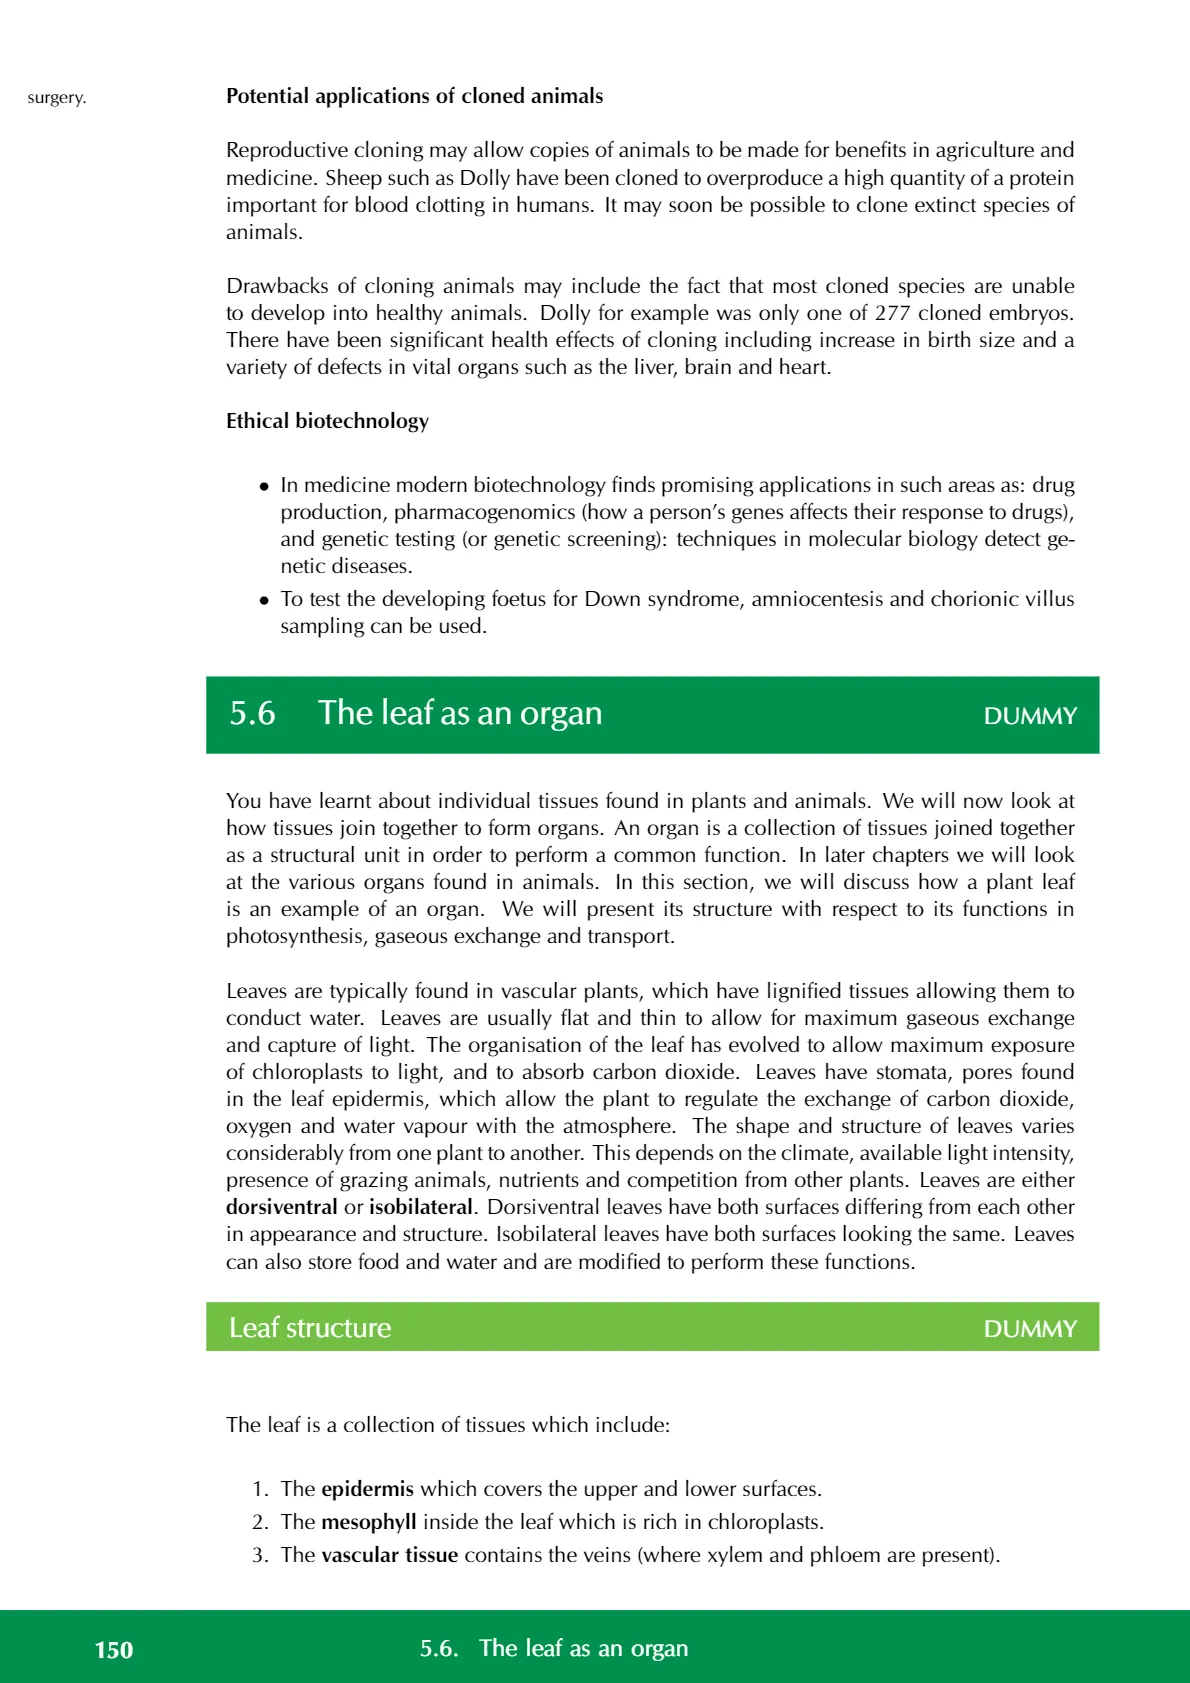 surgery.
Potential applications of cloned animals
Reproductive cloning may allow copies of animals to be made for benefits in agriculture and
medicine. Sheep such as Dolly have been cloned to overproduce a high quantity of a protein
important for blood clotting in humans. It may soon be possible to clone extinct species of
animals.
Drawbacks of cloning animals may include the fact that most cloned species are unable
to develop into healthy animals. Dolly for example was only one of 277 cloned embryos.
There have been significant health effects of cloning including increase in birth size and a
variety of defects in vital organs such as the liver, brain and heart.
Ethical biotechnology
• In medicine modern biotechnology finds promising applications in such areas as: drug
production, pharmacogenomics (how a person's genes affects their response to drugs),
and genetic testing (or genetic screening): techniques in molecular biology detect ge-
netic diseases.
• To test the developing foetus for Down syndrome, amniocentesis and chorionic villus
sampling can be used.
5.6 The leaf as an organ DUMMY
You have learnt about individual tissues found in plants and animals. We will now look at
how tissues join together to form organs. An organ is a collection of tissues joined together
as a structural unit in order to perform a common function. In later chapters we will look
at the various organs found in animals. In this section, we will discuss how a plant leaf
is an example of an organ. We will present its structure with respect to its functions in
photosynthesis, gaseous exchange and transport.
Leaves are typically found in vascular plants, which have lignified tissues allowing them to
conduct water. Leaves are usually flat and thin to allow for maximum gaseous exchange
and capture of light. The organisation of the leaf has evolved to allow maximum exposure
of chloroplasts to light, and to absorb carbon dioxide. Leaves have stomata, pores found
in the leaf epidermis, which allow the plant to regulate the exchange of carbon dioxide,
oxygen and water vapour with the atmosphere. The shape and structure of leaves varies
considerably from one plant to another. This depends on the climate, available light intensity,
presence of grazing animals, nutrients and competition from other plants. Leaves are either
dorsiventral or isobilateral. Dorsiventral leaves have both surfaces differing from each other
in appearance and structure. Isobilateral leaves have both surfaces looking the same. Leaves
can also store food and water and are modified to perform these functions.
Leaf structure DUMMY
The leaf is a collection of tissues which include:
1. The epidermis which covers the upper and lower surfaces.
2. The mesophyll inside the leaf which is rich in chloroplasts.
3. The vascular tissue contains the veins (where xylem and phloem are present).
150 5.6. The leaf as an organ